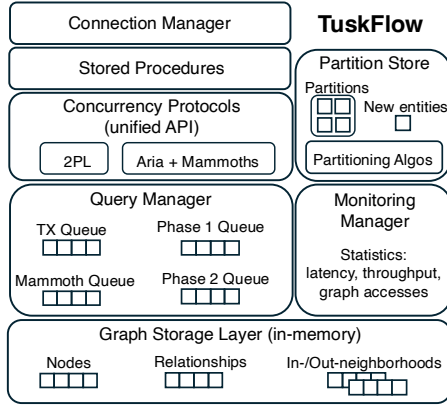 TuskFlow
Connection Manager
Stored Procedures
Concurrency Protocols
(unified API)
2PL
Aria + Mammoths
Partition Store
Partitions
New entities
Partitioning Algos
Query Manager
TX Queue
Phase 1 Queue
Mammoth Queue
Phase 2 Queue
Monitoring
Manager
Statistics:
latency, throughput,
graph accesses
Graph Storage Layer (in-memory)
Nodes
Relationships
In-/Out-neighborhoods